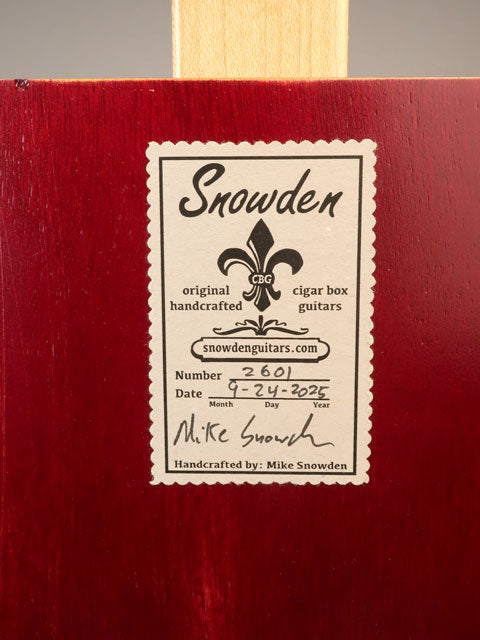 Snowden
CBG
original cigar box
handcrafted guitars
snowdenguitars.com
Number 2601
Date 9-24-2025
Month Day Year
Mike Snowden
Handcrafted by: Mike Snowden